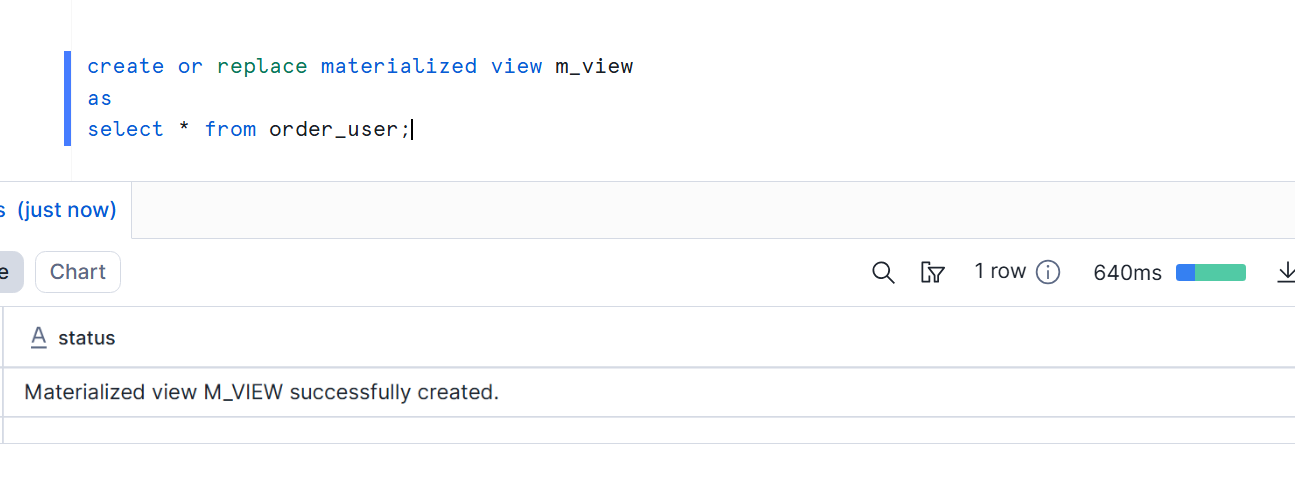 create or replace materialized view m_view
as
select * from order_user;
s (just now)
e Chart 1 row 640ms
A status
Materialized view M_VIEW successfully created.